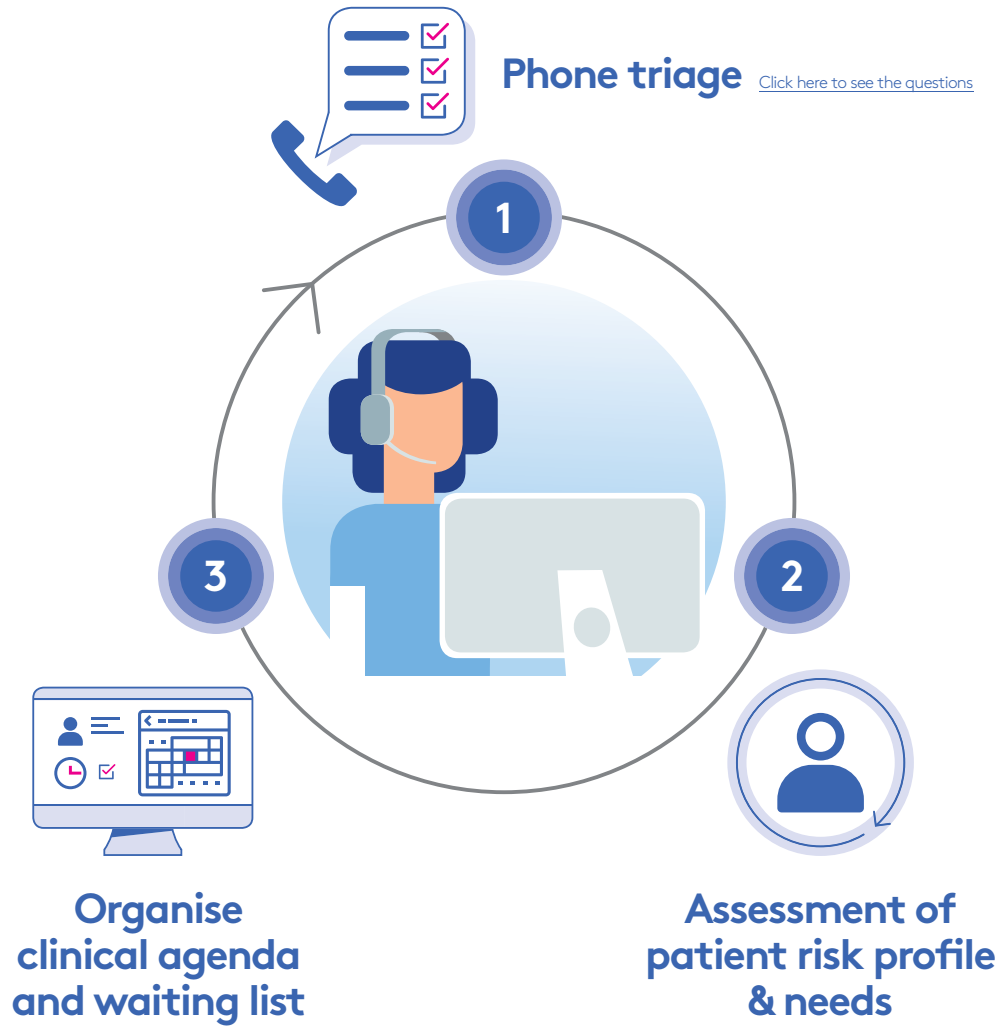 Phone triage
Click here to see the questions
1
2
3
Organise
clinical agenda
and waiting list
Assessment of
patient risk profile
& needs